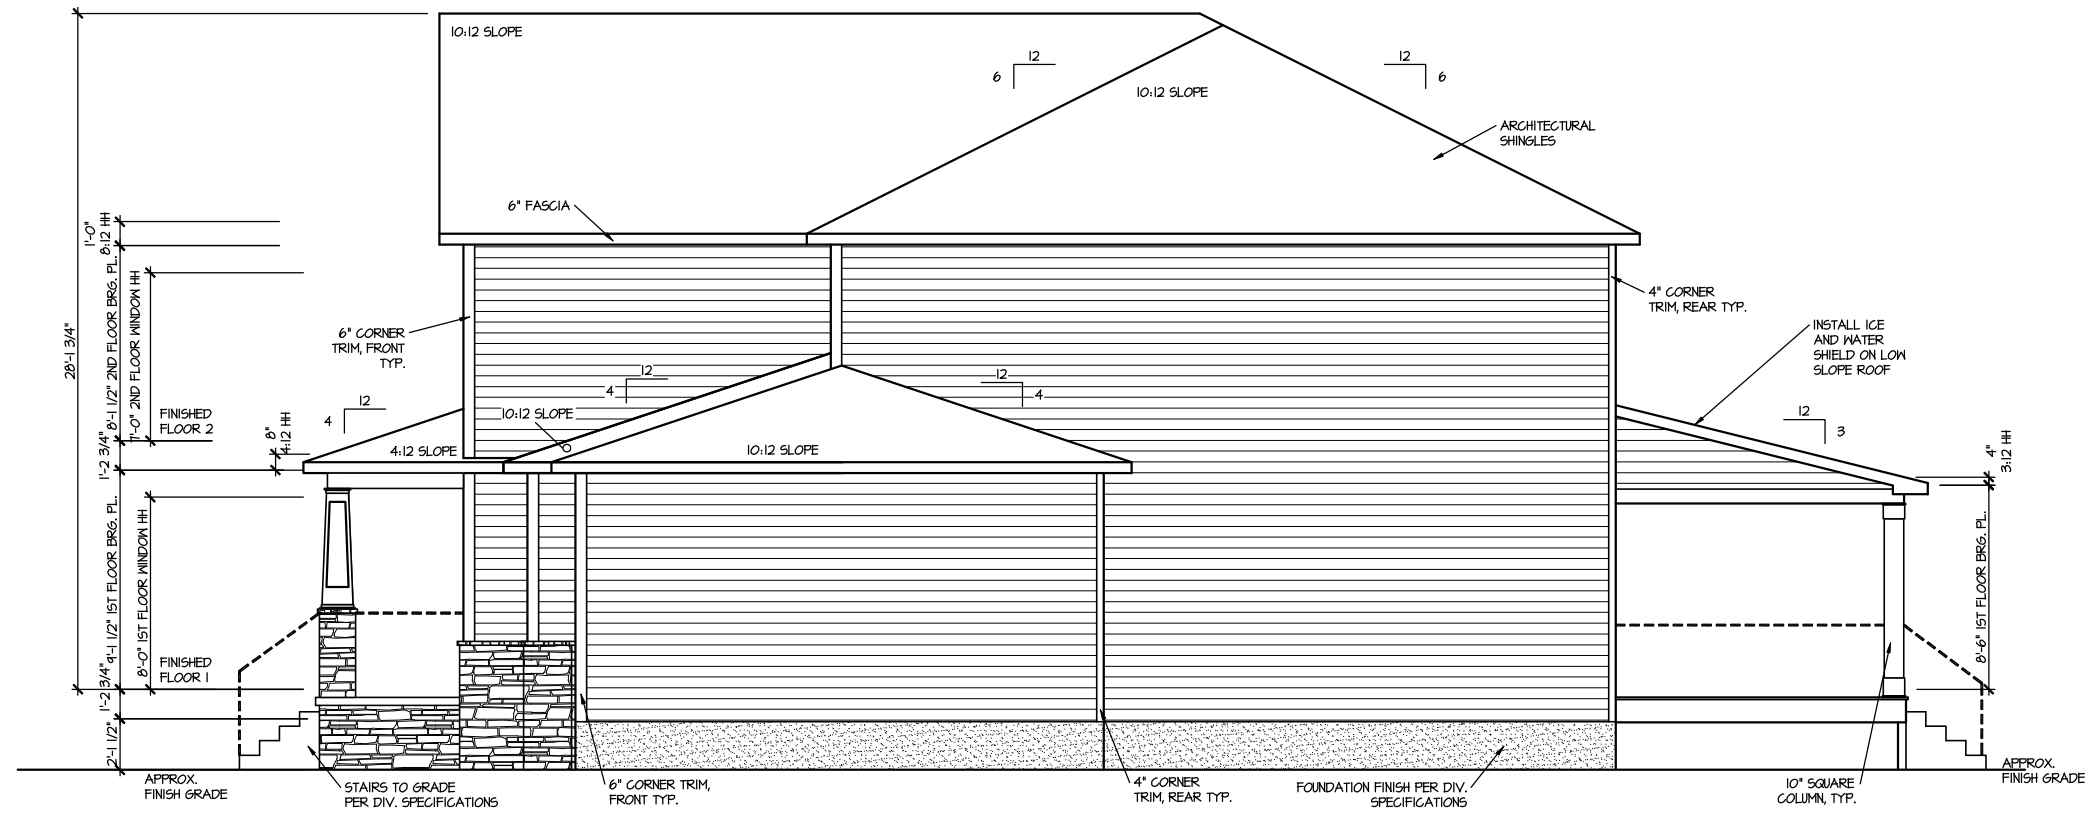 10:12 SLOPE
12
6
12
6
10:12 SLOPE
ARCHITECTURAL
SHINGLES
6" FASCIA
1'-0"
8:12 HH
28'-1 3/4"
8'-1 1/2" 2ND FLOOR BRG. PL.
7'-0" 2ND FLOOR WINDOW HH
6" CORNER
TRIM, FRONT
TYP.
4" CORNER
TRIM, REAR TYP.
INSTALL ICE
AND WATER
SHIELD ON LOW
SLOPE ROOF
12
4
12
4
12
4
12
3
FINISHED
FLOOR 2
8"
4:12 HH
10:12 SLOPE
4:12 SLOPE
10:12 SLOPE
1'-2 3/4"
4"
3:12 HH
9'-1 1/2" 1ST FLOOR BRG. PL.
8'-0" 1ST FLOOR WINDOW HH
8'-6" 1ST FLOOR BRG. PL.
FINISHED
FLOOR 1
1'-2 3/4"
2'-1 1/2"
APPROX.
FINISH GRADE
STAIRS TO GRADE
PER DIV. SPECIFICATIONS
6" CORNER TRIM,
FRONT TYP.
4" CORNER
TRIM, REAR TYP.
FOUNDATION FINISH PER DIV.
SPECIFICATIONS
10" SQUARE
COLUMN, TYP.
APPROX.
FINISH GRADE